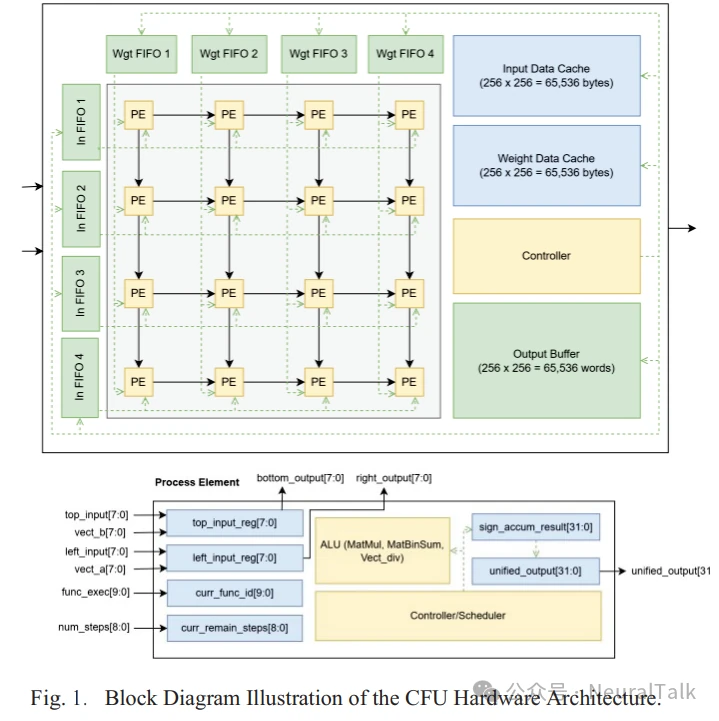 Wgt FIFO 1
Wgt FIFO 2
Wgt FIFO 3
Wgt FIFO 4
Input Data Cache
(256 x 256 = 65,536 bytes)
In FIFO 1
PE
PE
PE
PE
Weight Data Cache
(256 x 256 = 65,536 bytes)
In FIFO 2
PE
PE
PE
PE
Controller
In FIFO 3
PE
PE
PE
PE
Output Buffer
(256 x 256 = 65,536 words)
In FIFO 4
PE
PE
PE
PE
Process Element
bottom_output[7:0]
right_output[7:0]
top_input[7:0]
vect_b[7:0]
top_input_reg[7:0]
left_input[7:0]
vect_a[7:0]
left_input_reg[7:0]
func_exec[9:0]
curr_func_id[9:0]
num_steps[8:0]
curr_remain_steps[8:0]
ALU (MatMul, MatBinSum,
Vect_div)
sign_accum_result[31:0]
unified_output[31:0]
unified_output[31
Controller/Scheduler
公众号 · NeuralTalk
Fig. 1. Block Diagram Illustration of the CFU Hardware Architecture.